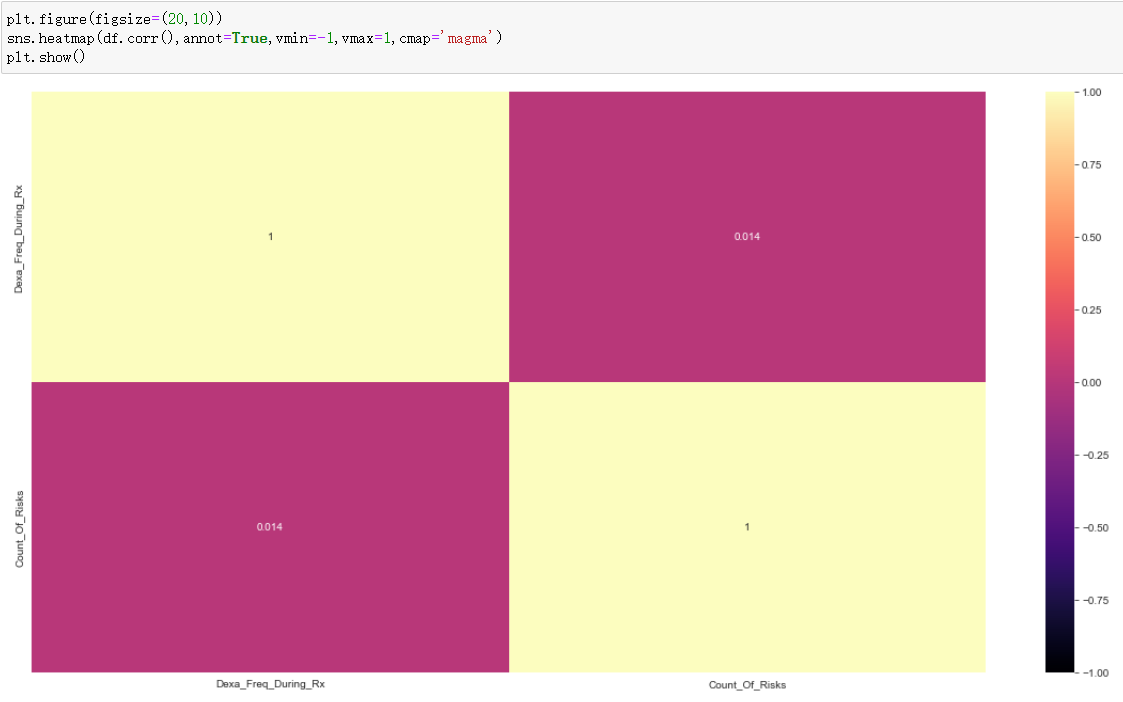 plt.figure(figsize=(20,10))
sns.heatmap(df.corr(),annot=True,vmin=-1,vmax=1,cmap='magma')
plt.show()
Dexa_Freq_During_Rx
Count_Of_Risks
1
0.014
0.014
1
Dexa_Freq_During_Rx
Count_Of_Risks
1.00
0.75
0.50
0.25
0.00
−0.25
−0.50
−0.75
−1.00